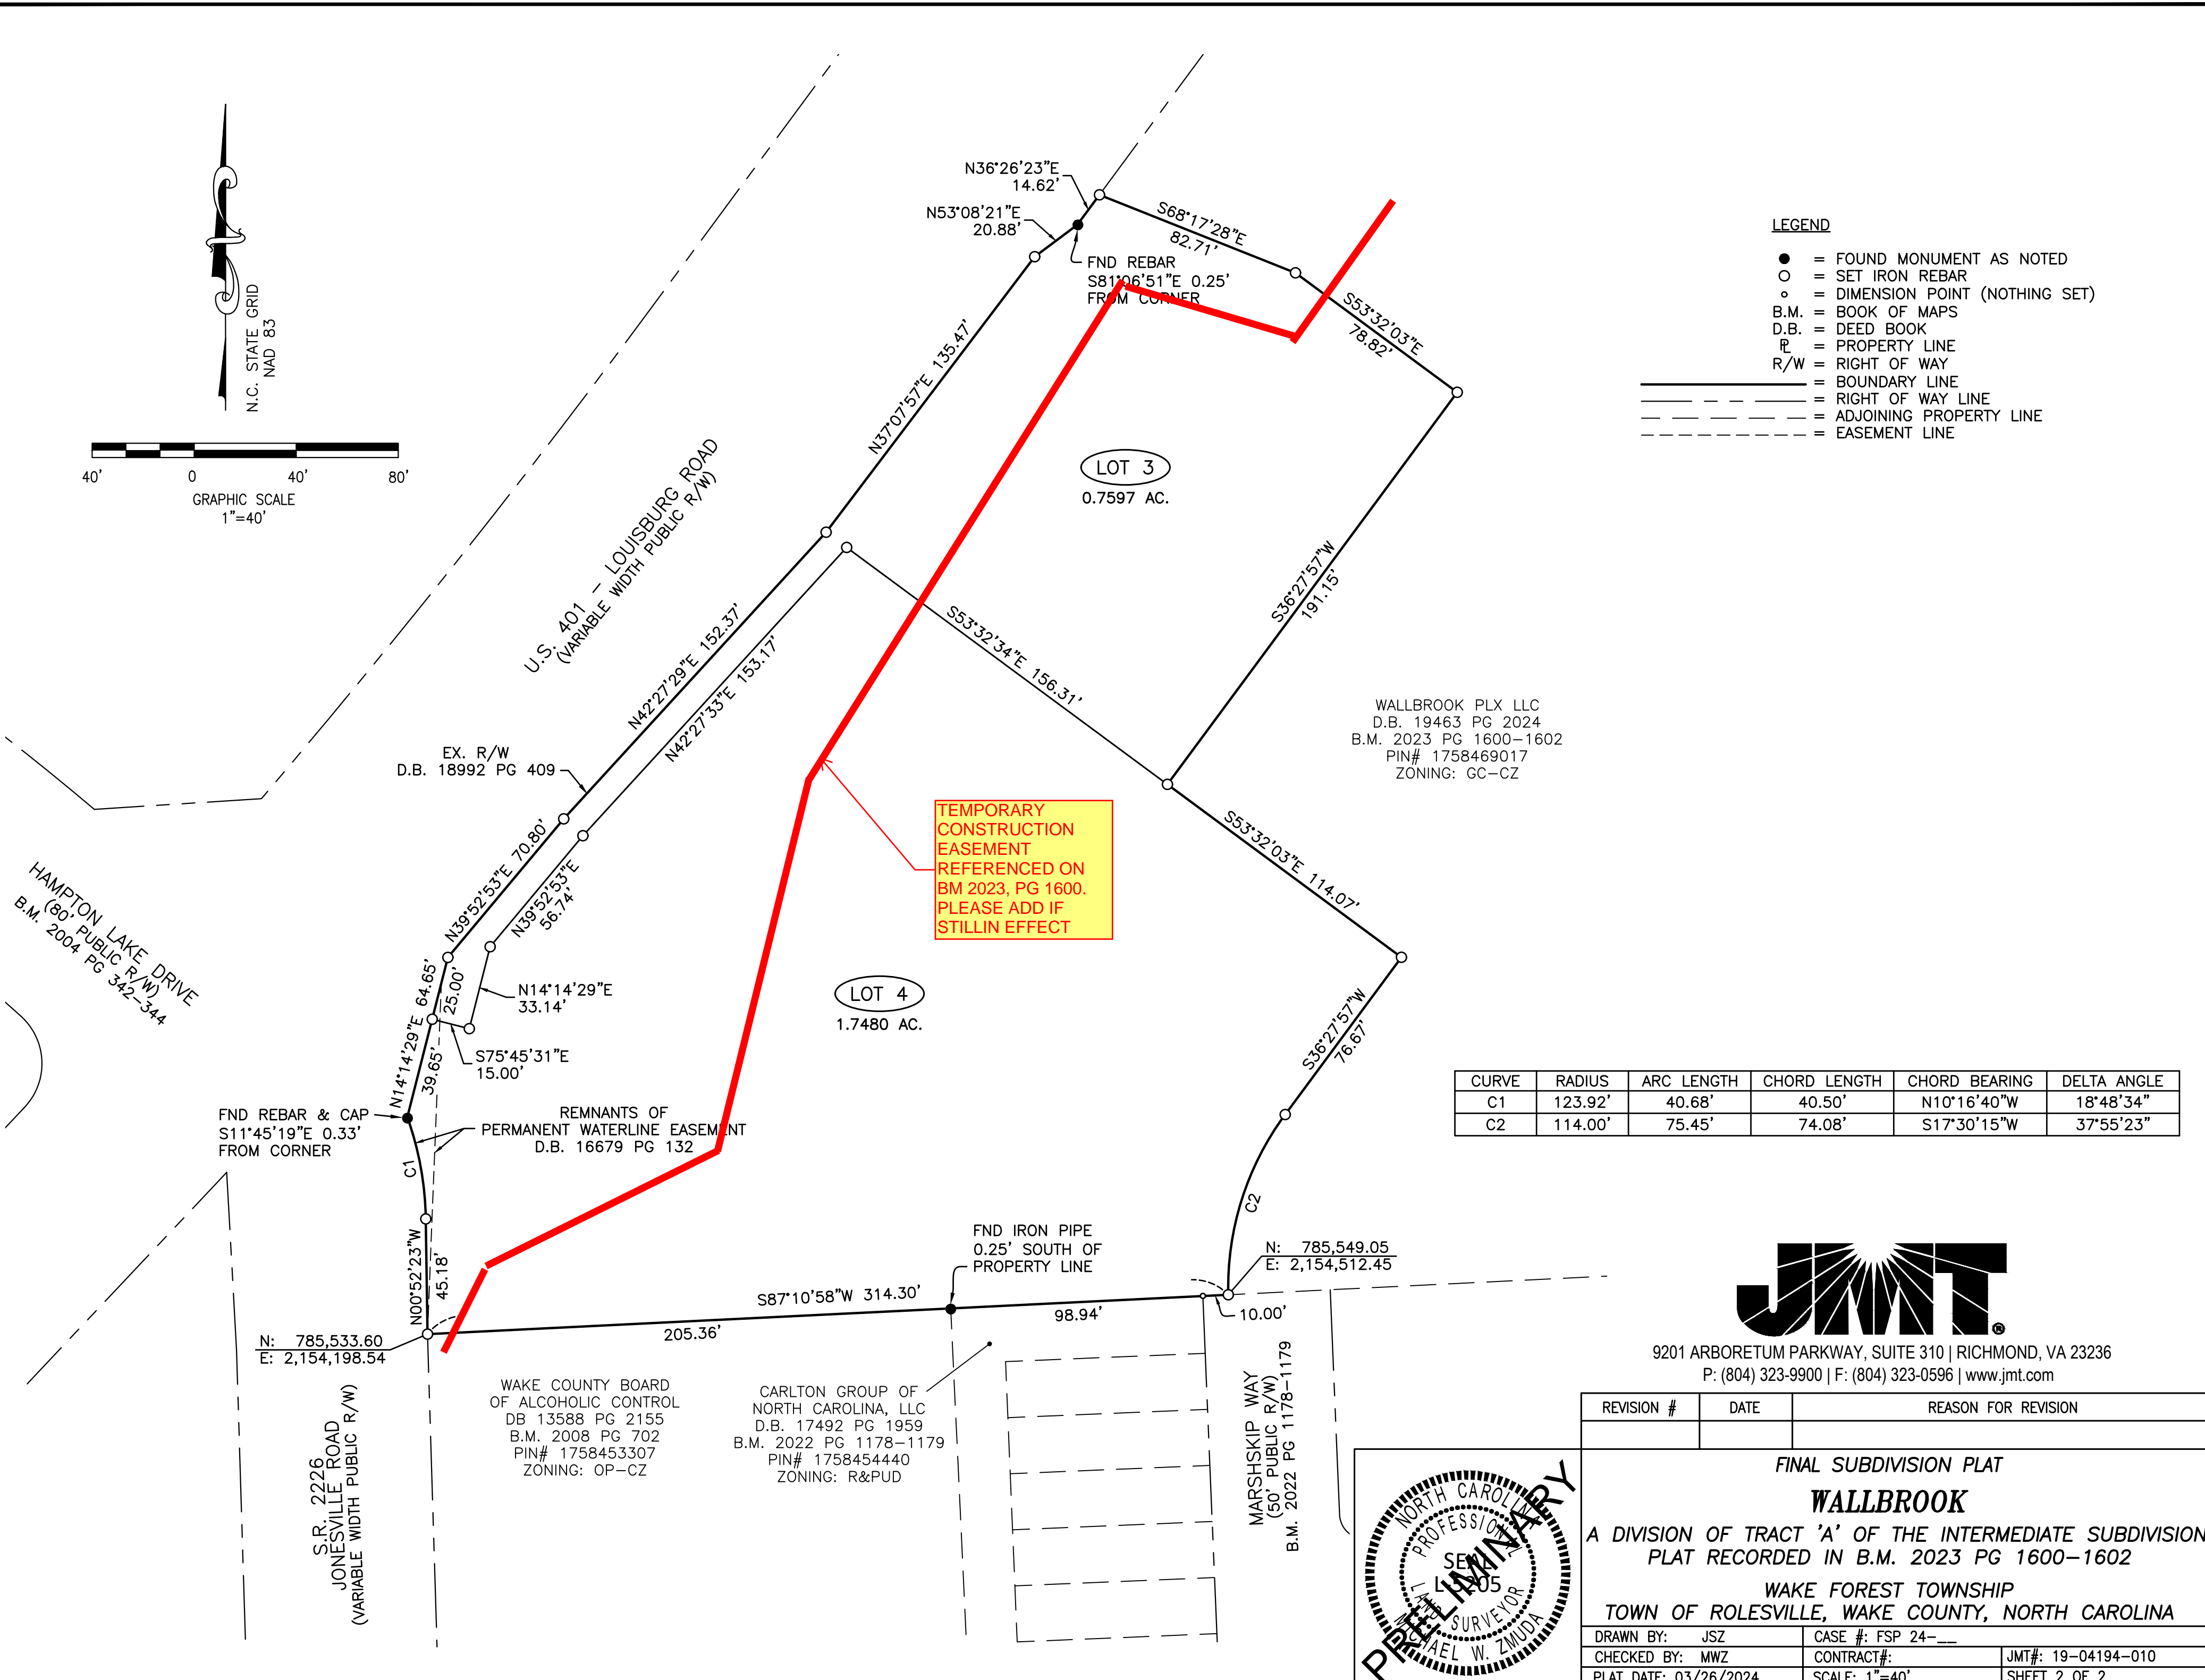 N.C. STATE GRID
NAD 83
40'
0
40'
80'
GRAPHIC SCALE
1"=40'
N36°26'23"E
14.62'
N53°08'21"E
20.88'
S68°17'28"E
82.71'
FND REBAR
S81°06'51"E 0.25'
FROM CORNER
S53°32'03"E
78.82'
N37°07'57"E 135.47'
LEGEND
= FOUND MONUMENT AS NOTED
= SET IRON REBAR
= DIMENSION POINT (NOTHING SET)
B.M. = BOOK OF MAPS
D.B. = DEED BOOK
PL = PROPERTY LINE
R/W = RIGHT OF WAY
= BOUNDARY LINE
= RIGHT OF WAY LINE
= ADJOINING PROPERTY LINE
= EASEMENT LINE
LOT 3
0.7597 AC.
U.S. 401 - LOUISBURG ROAD
(VARIABLE WIDTH PUBLIC R/W)
S36°27'57"W
191.15'
N42°27'29"E 152.37'
N42°27'33"E 153.17'
S53°32'34"E 156.31'
EX. R/W
D.B. 18992 PG 409
WALLBROOK PLX LLC
D.B. 19463 PG 2024
B.M. 2023 PG 1600-1602
PIN# 1758469017
ZONING: GC-CZ
TEMPORARY
CONSTRUCTION
EASEMENT
REFERENCED ON
BM 2023, PG 1600.
PLEASE ADD IF
STILLIN EFFECT
S53°32'03"E 114.07'
N39°52'53"E 70.80'
N39°52'53"E
56.74'
HAMPTON LAKE DRIVE
(80' PUBLIC R/W)
B.M. 2004 PG 342-344
N14°14'29"E 64.65'
25.00'
39.65'
N14°14'29"E
33.14'
S75°45'31"E
15.00'
LOT 4
1.7480 AC.
S36°27'57"W
76.67'
CURVE RADIUS ARC LENGTH CHORD LENGTH CHORD BEARING DELTA ANGLE
C1 123.92' 40.68' 40.50' N10°16'40"W 18°48'34"
C2 114.00' 75.45' 74.08' S17°30'15"W 37°55'23"
FND REBAR & CAP
S11°45'19"E 0.33'
FROM CORNER
REMNANTS OF
PERMANENT WATERLINE EASEMENT
D.B. 16679 PG 132
C1
C2
N00°52'23"W
45.18'
FND IRON PIPE
0.25' SOUTH OF
PROPERTY LINE
N: 785,549.05
E: 2,154,512.45
S87°10'58"W 314.30'
205.36'
98.94'
10.00'
N: 785,533.60
E: 2,154,198.54
WAKE COUNTY BOARD
OF ALCOHOLIC CONTROL
DB 13588 PG 2155
B.M. 2008 PG 702
PIN# 1758453307
ZONING: OP-CZ
CARLTON GROUP OF
NORTH CAROLINA, LLC
D.B. 17492 PG 1959
B.M. 2022 PG 1178-1179
PIN# 1758454440
ZONING: R&PUD
S.R. 2226
JONESVILLE ROAD
(VARIABLE WIDTH PUBLIC R/W)
MARSHSKIP WAY
(50' PUBLIC R/W)
B.M. 2022 PG 1178-1179
JMT®
9201 ARBORETUM PARKWAY, SUITE 310 | RICHMOND, VA 23236
P: (804) 323-9900 | F: (804) 323-0596 | www.jmt.com
REVISION # DATE REASON FOR REVISION
FINAL SUBDIVISION PLAT
WALLBROOK
A DIVISION OF TRACT 'A' OF THE INTERMEDIATE SUBDIVISION
PLAT RECORDED IN B.M. 2023 PG 1600-1602
WAKE FOREST TOWNSHIP
TOWN OF ROLESVILLE, WAKE COUNTY, NORTH CAROLINA
DRAWN BY: JSZ CASE #: FSP 24-__
CHECKED BY: MWZ CONTRACT#: JMT#: 19-04194-010
PLAT DATE: 03/26/2024 SCALE: 1"=40' SHEET 2 OF 2
NORTH CAROLINA
PROFESSIONAL
SEAL
L-5205
LAND SURVEYOR
MICHAEL W. ZMUDA
PRELIMINARY